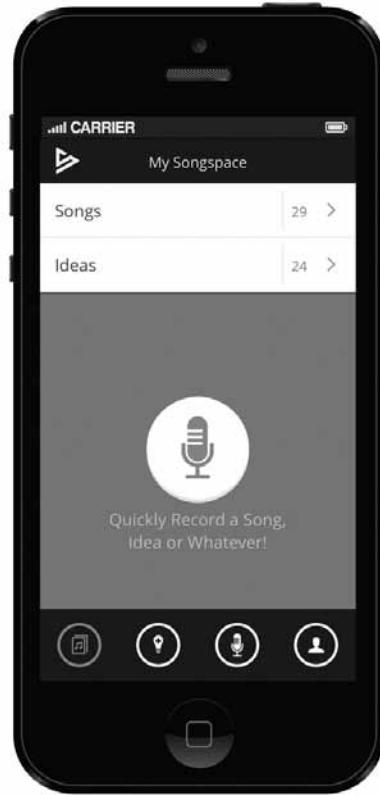 CARRIER
My Songspace
Songs 29
Ideas 24
Quickly Record a Song,
Idea or Whatever!